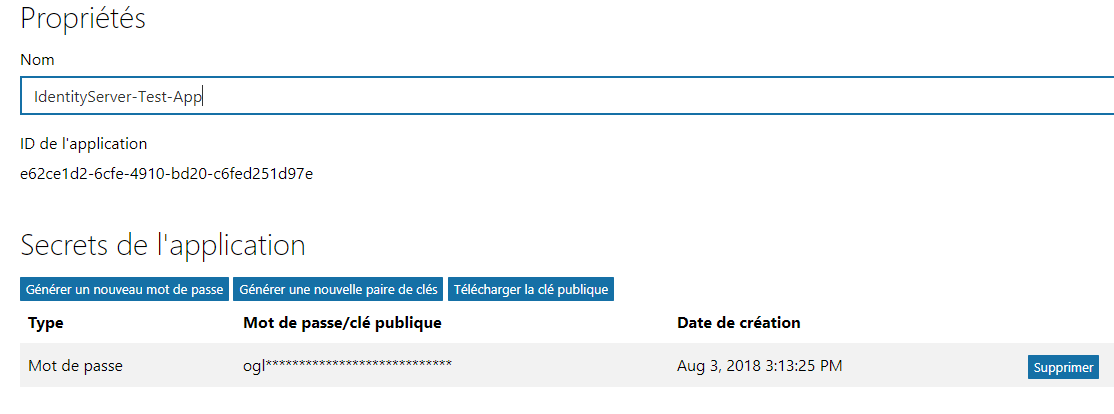 Propriétés
Nom
IdentityServer-Test-App
ID de l'application
e62ce1d2-6cfe-4910-bd20-c6fed251d97e
Secrets de l'application
Générer un nouveau mot de passe Générer une nouvelle paire de clés Télécharger la clé publique
Type Mot de passe/clé publique Date de création
Mot de passe ogl**************************** Aug 3, 2018 3:13:25 PM Supprimer